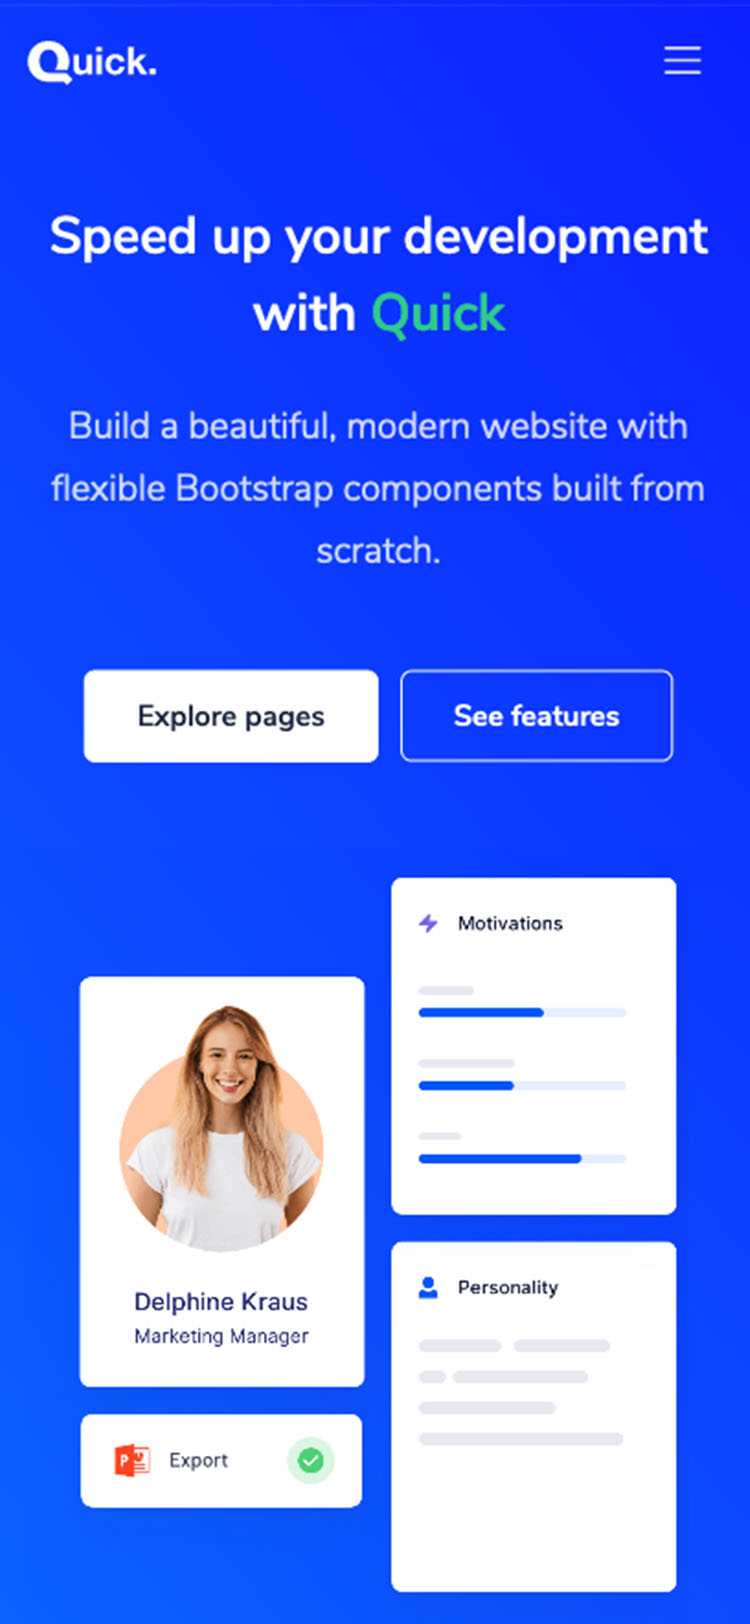 Quick.
Speed up your development
with Quick
Build a beautiful, modern website with
flexible Bootstrap components built from
scratch.
Explore pages
See features
Motivations
Delphine Kraus
Marketing Manager
Personality
P
Export